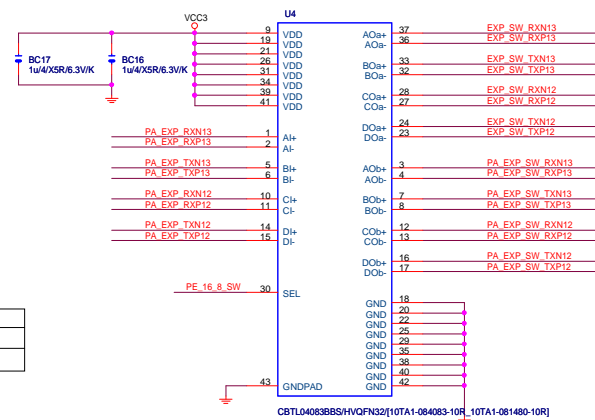 VCC3
U4
BC17
1u/4/X5R/6.3V/K
BC16
1u/4/X5R/6.3V/K
9 VDD
19 VDD
21 VDD
26 VDD
31 VDD
34 VDD
39 VDD
41 VDD
PA_EXP_RXN13 1 AI+
PA_EXP_RXP13 2 AI-
PA_EXP_TXN13 5 BI+
PA_EXP_TXP13 6 BI-
PA_EXP_RXN12 10 CI+
PA_EXP_RXP12 11 CI-
PA_EXP_TXN12 14 DI+
PA_EXP_TXP12 15 DI-
PE_16_8_SW 30 SEL
43 GNDPAD
AOa+ 37 EXP_SW_RXN13
AOa- 36 EXP_SW_RXP13
BOa+ 33 EXP_SW_TXN13
BOa- 32 EXP_SW_TXP13
COa+ 28 EXP_SW_RXN12
COa- 27 EXP_SW_RXP12
DOa+ 24 EXP_SW_TXN12
DOa- 23 EXP_SW_TXP12
AOb+ 3 PA_EXP_SW_RXN13
AOb- 4 PA_EXP_SW_RXP13
BOb+ 7 PA_EXP_SW_TXN13
BOb- 8 PA_EXP_SW_TXP13
COb+ 12 PA_EXP_SW_RXN12
COb- 13 PA_EXP_SW_RXP12
DOb+ 16 PA_EXP_SW_TXN12
DOb- 17 PA_EXP_SW_TXP12
GND 18
GND 20
GND 22
GND 25
GND 29
GND 35
GND 38
GND 40
GND 42
CBTL04083BBS/HVQFN32/[10TA1-084083-10R_10TA1-081480-10R]